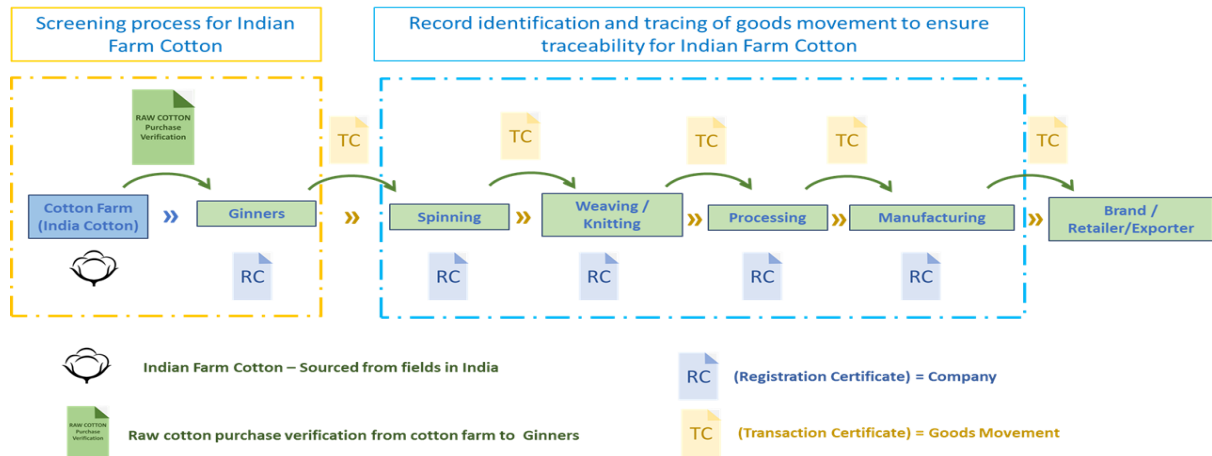 Screening process for Indian
Farm Cotton
Record identification and tracing of goods movement to ensure
traceability for Indian Farm Cotton
RAW COTTON
Purchase
Verification
TC
TC
TC
TC
TC
Cotton Farm
(India Cotton)
»
Ginners
»
Spinning
»
Weaving /
Knitting
»
Processing
»
Manufacturing
»
Brand /
Retailer/Exporter
RC
RC
RC
RC
RC
Indian Farm Cotton – Sourced from fields in India
RC
(Registration Certificate) = Company
RAW COTTON
Purchase
Verification
Raw cotton purchase verification from cotton farm to Ginners
TC
(Transaction Certificate) = Goods Movement